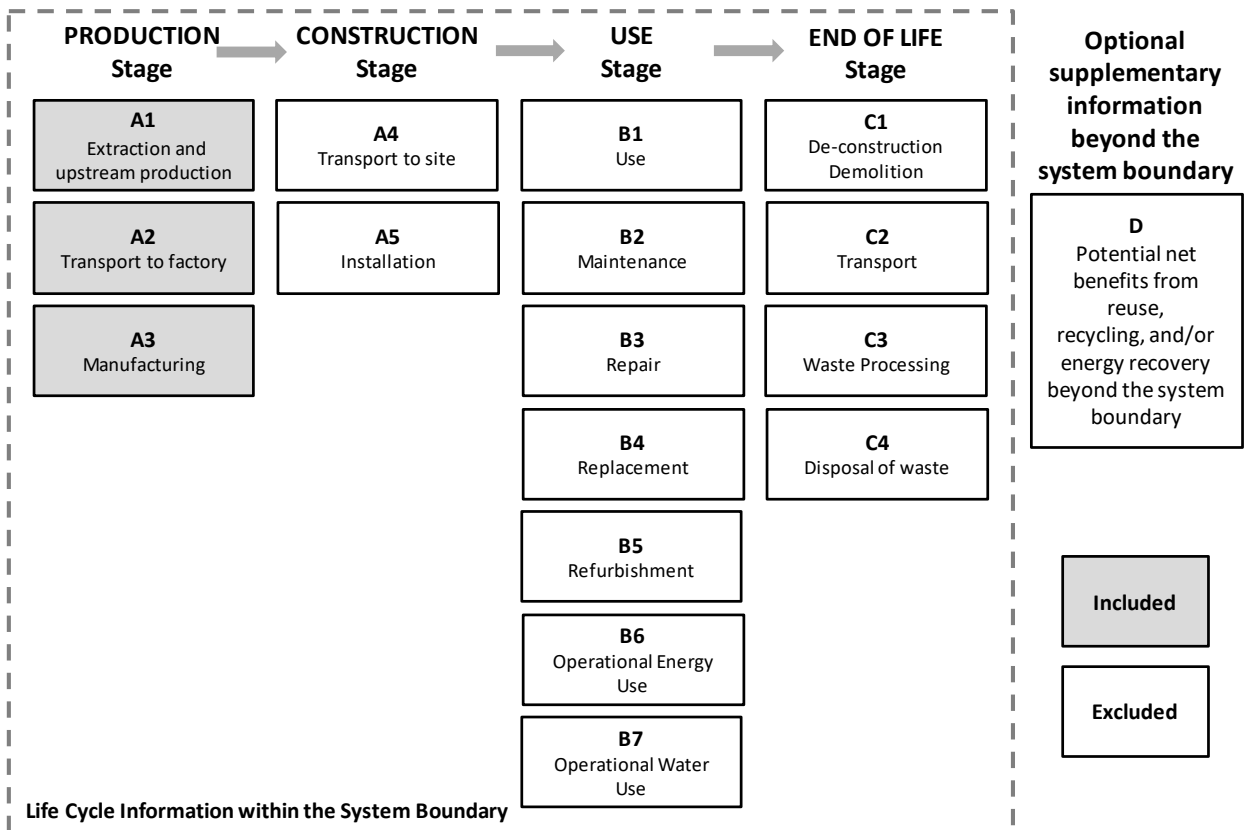 PRODUCTION
Stage
CONSTRUCTION
Stage
USE
Stage
END OF LIFE
Stage
Optional
supplementary
information
beyond the
system boundary
A1
Extraction and
upstream production
A2
Transport to factory
A3
Manufacturing
A4
Transport to site
A5
Installation
B1
Use
B2
Maintenance
B3
Repair
B4
Replacement
B5
Refurbishment
B6
Operational Energy
Use
B7
Operational Water
Use
C1
De-construction
Demolition
C2
Transport
C3
Waste Processing
C4
Disposal of waste
D
Potential net
benefits from
reuse,
recycling, and/or
energy recovery
beyond the system
boundary
Included
Excluded
Life Cycle Information within the System Boundary